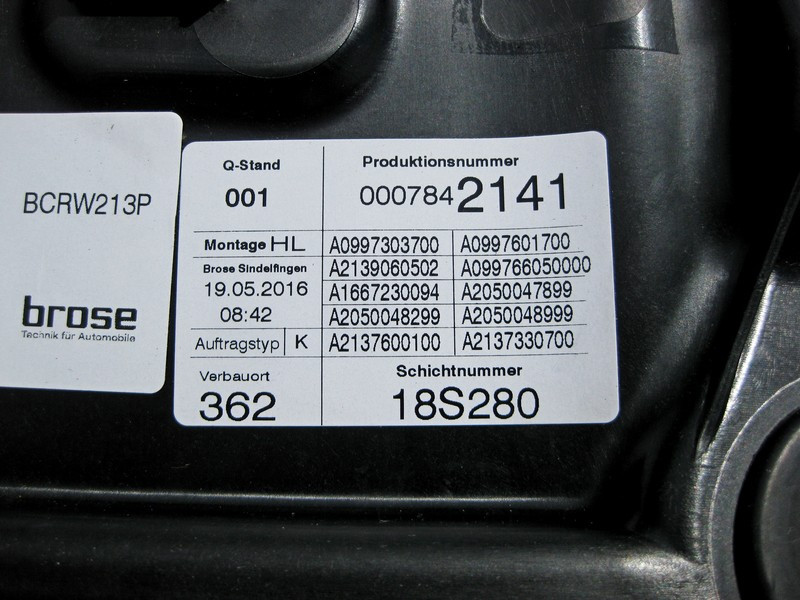 BCRW213P
brose
Technik für Automobile
Q-Stand
001
Produktionsnummer
0007842141
Montage HL
Brose Sindelfingen
19.05.2016
08:42
Auftragstyp K
A0997303700 A0997601700
A2139060502 A099766050000
A1667230094 A2050047899
A2050048299 A2050048999
A2137600100 A2137330700
Verbauort
362
Schichtnummer
18S280